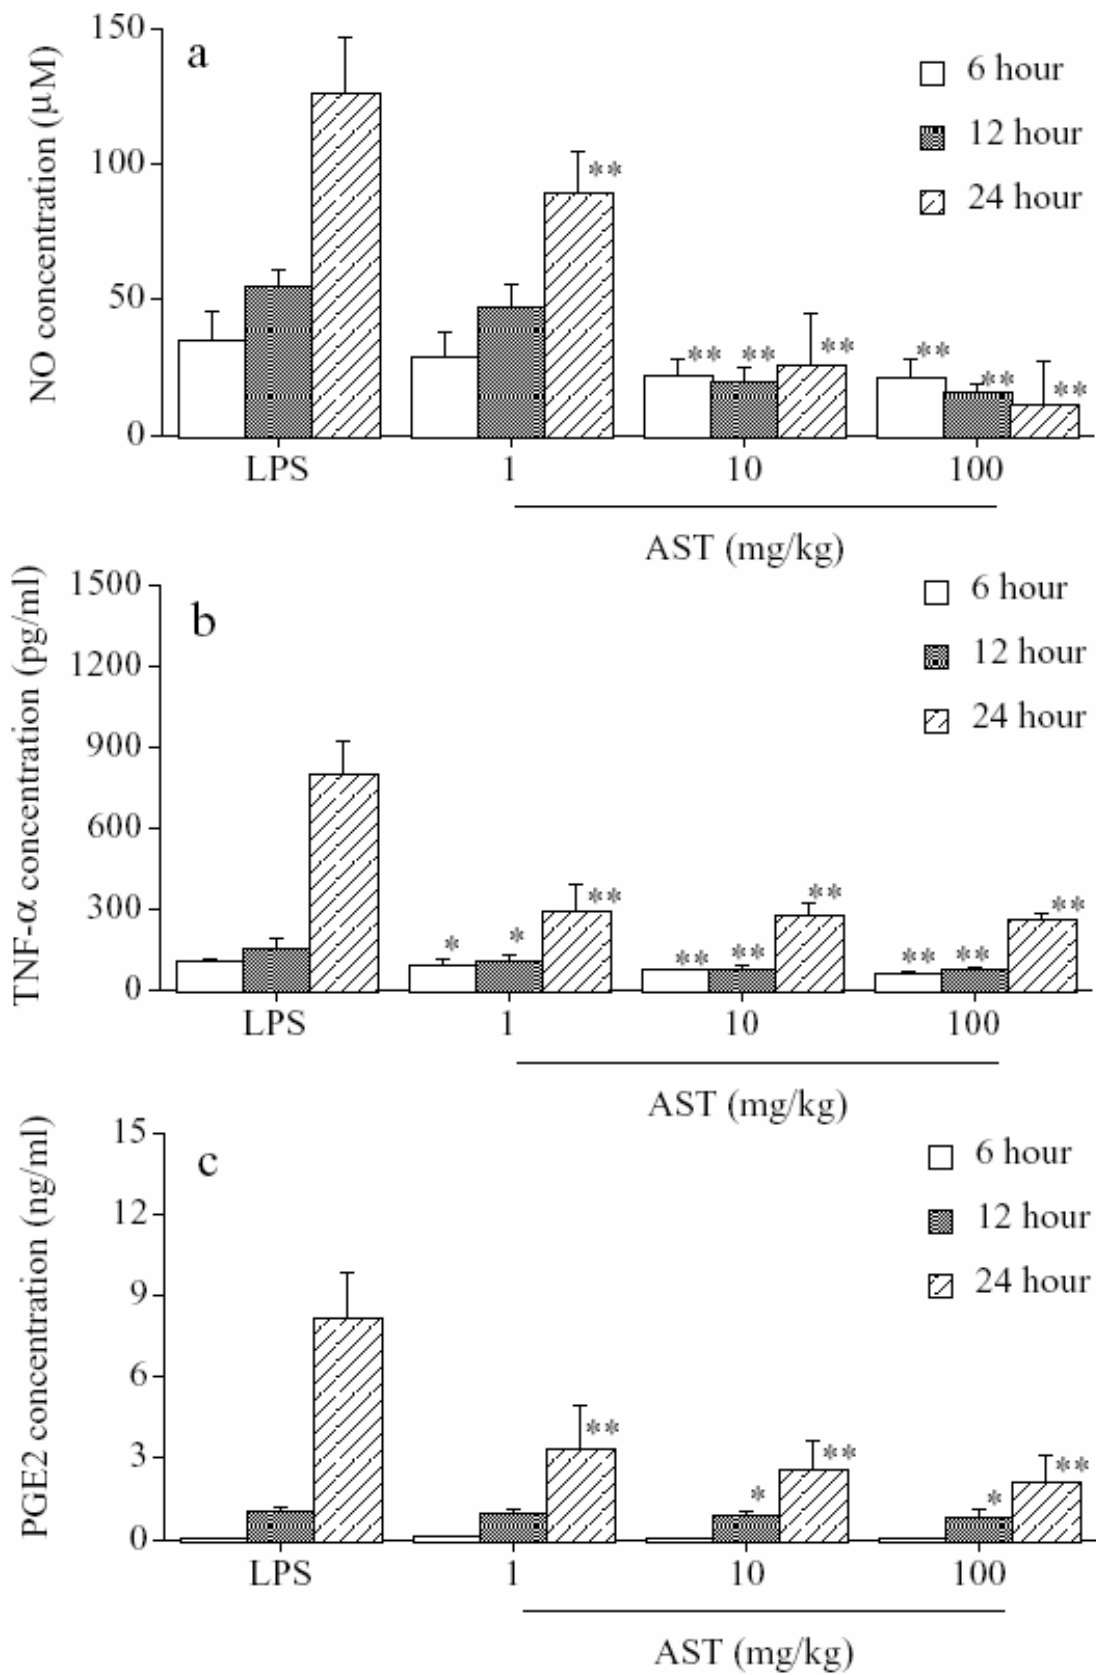 a
NO concentration (μM)
150
100
50
0
6 hour
12 hour
24 hour
**
** ** **
** ** **
LPS 1 10 100
AST (mg/kg)
b
TNF-α concentration (pg/ml)
1500
1200
900
600
300
0
6 hour
12 hour
24 hour
* * **
** ** **
** ** **
LPS 1 10 100
AST (mg/kg)
c
PGE2 concentration (ng/ml)
15
12
9
6
3
0
6 hour
12 hour
24 hour
**
* **
* **
LPS 1 10 100
AST (mg/kg)